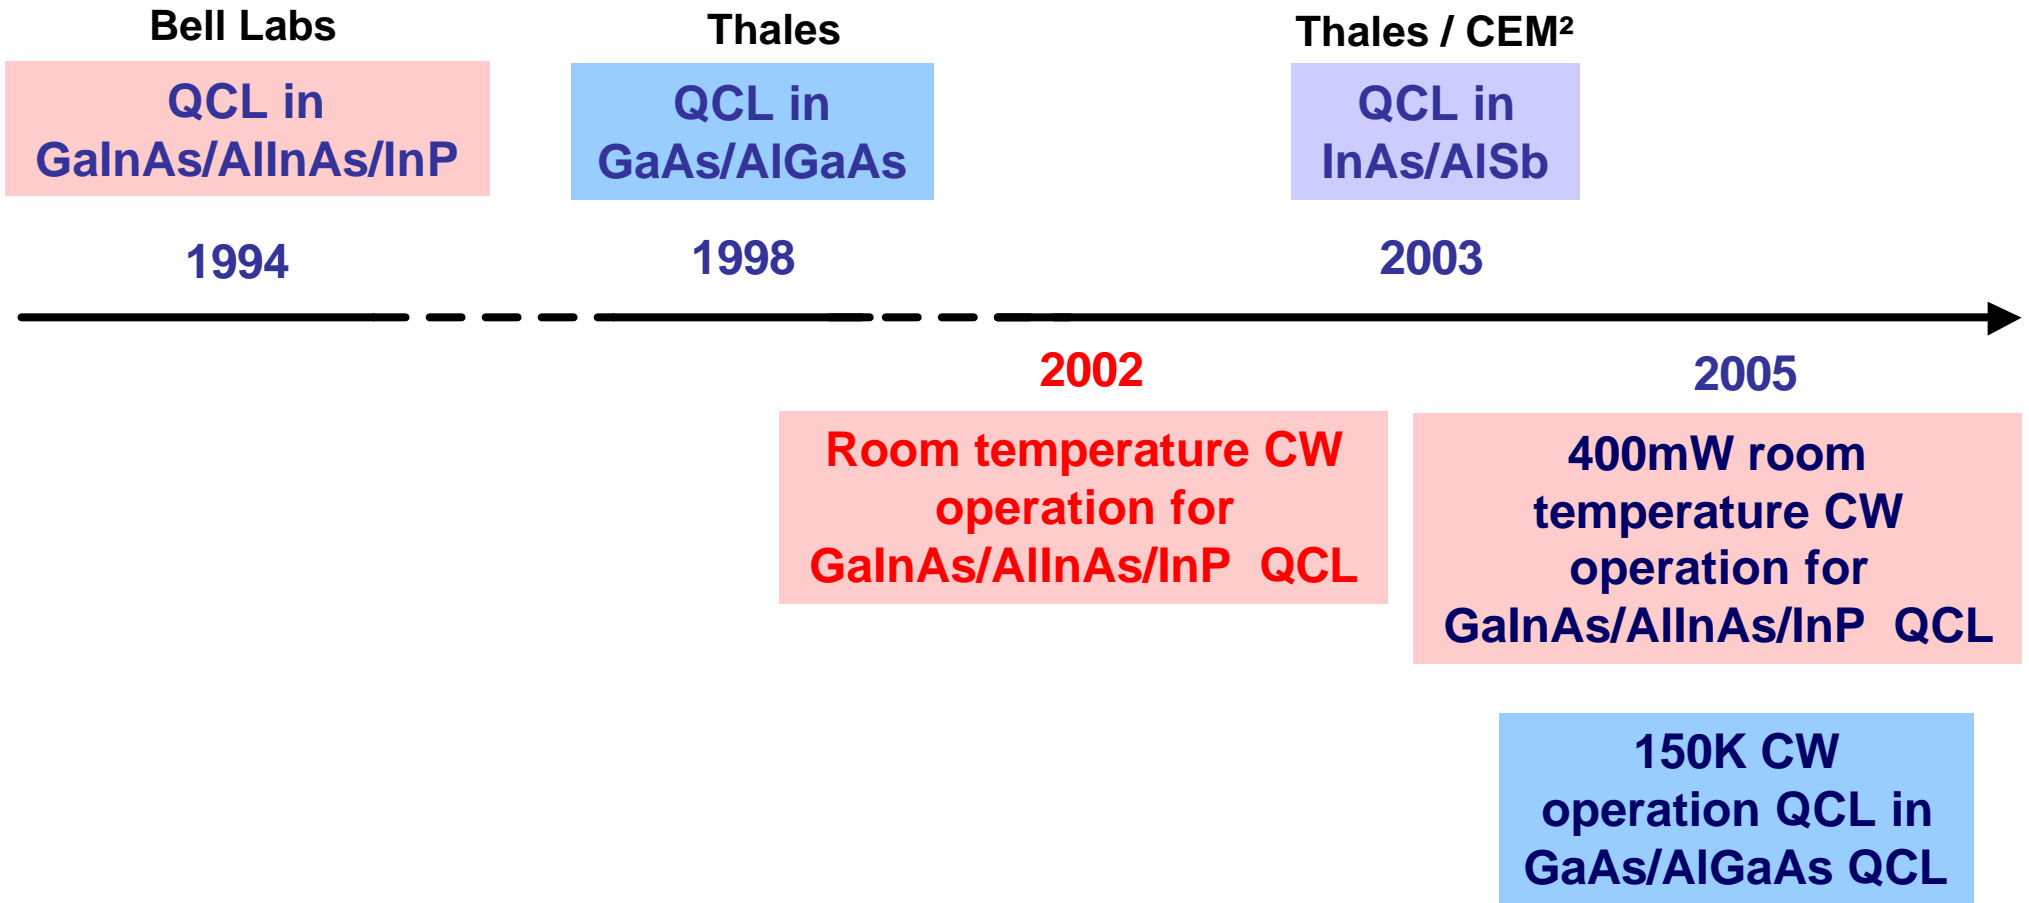 Bell Labs
QCL in
GaInAs/AlInAs/InP
1994
Thales
QCL in
GaAs/AlGaAs
1998
Thales / CEM²
QCL in
InAs/AlSb
2003
2002
Room temperature CW
operation for
GaInAs/AlInAs/InP QCL
2005
400mW room
temperature CW
operation for
GaInAs/AlInAs/InP QCL
150K CW
operation QCL in
GaAs/AlGaAs QCL